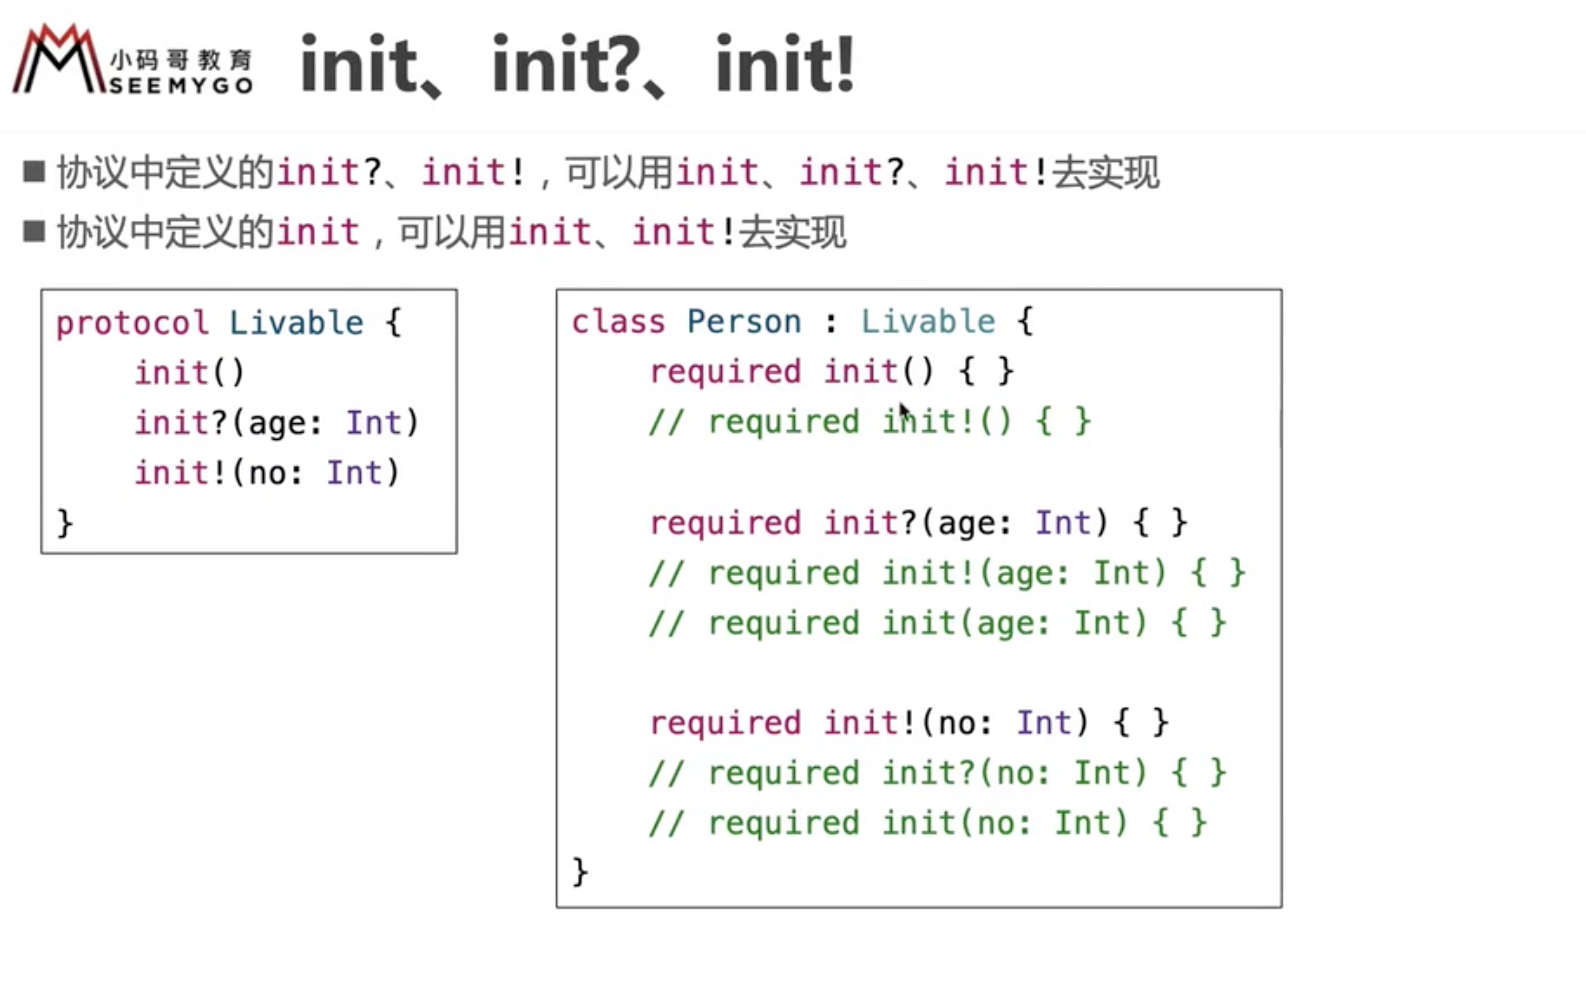 小码哥教育
SEEMYGO
init、init?、init!
■ 协议中定义的init?、init!，可以用init、init?、init!去实现
■ 协议中定义的init，可以用init、init!去实现
protocol Livable {
    init()
    init?(age: Int)
    init!(no: Int)
}
class Person : Livable {
    required init() { }
    // required init!() { }
    required init?(age: Int) { }
    // required init!(age: Int) { }
    // required init(age: Int) { }
    required init!(no: Int) { }
    // required init?(no: Int) { }
    // required init(no: Int) { }
}